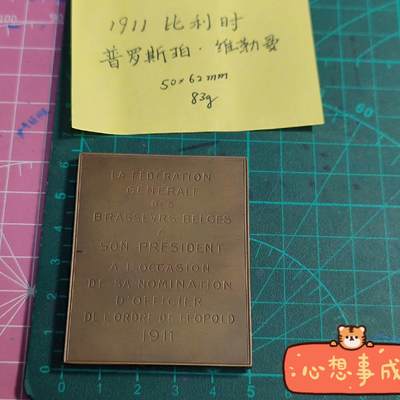 1911 比利时
普罗斯珀·维勒曼
50×62mm
83g
LA FÉDÉRATION
GÉNÉRALE
DES
BRASSEURS BELGES
A
SON PRÉSIDENT
A L'OCCASION
DE SA NOMINATION
D'OFFICIER
DE L'ORDRE DE LÉOPOLD
1911
心想事成